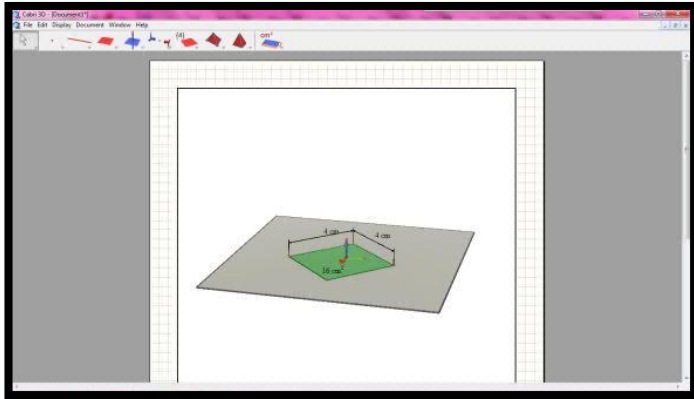 Cabri 3D - [Document1*]
File Edit Display Document Window Help
(4)
cm²
4 cm
4 cm
16 cm²